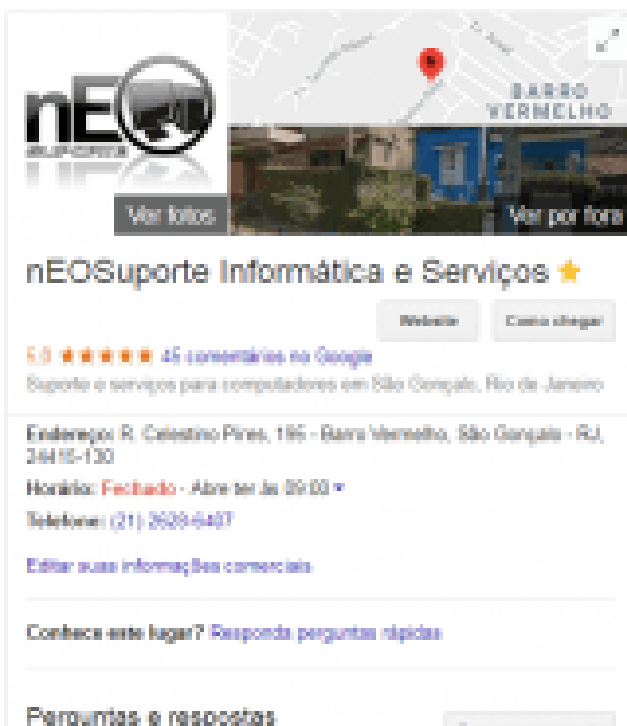 nEO
suporte
BARRO
VERMELHO
Ver fotos
Ver por fora
nEOSuporte Informática e Serviços
Website
Como chegar
5,0 45 comentários no Google
Suporte e serviços para computadores em São Gonçalo, Rio de Janeiro
Endereço: R. Celestino Pires, - Barro Vermelho, São Gonçalo - RJ,
Horário: Fechado · Abre ter às 09:00
Telefone: (21)
Editar suas informações comerciais
Conhece este lugar? Responda perguntas rápidas
Perguntas e respostas